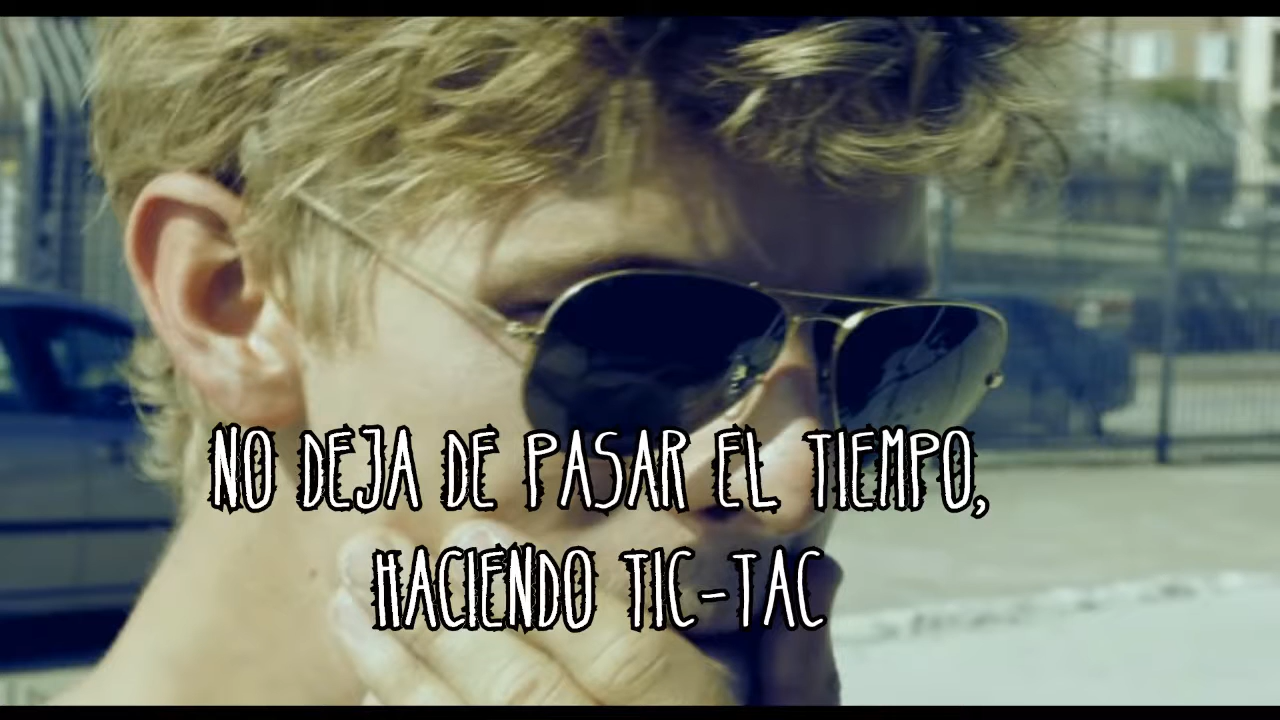 NO DEJA DE PASAR EL TIEMPO,
HACIENDO TIC-TAC